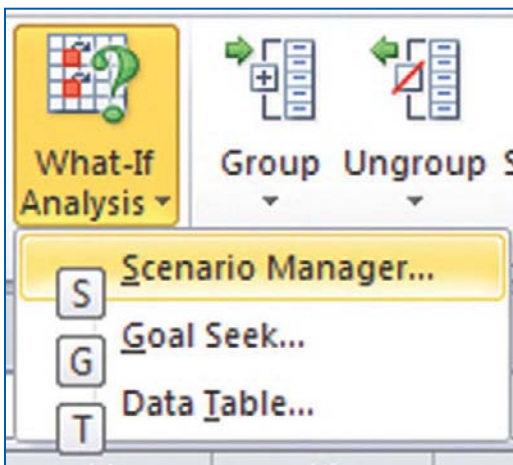 What-If Analysis
Group
Ungroup
S
Scenario Manager...
S
Goal Seek...
G
Data Table...
T